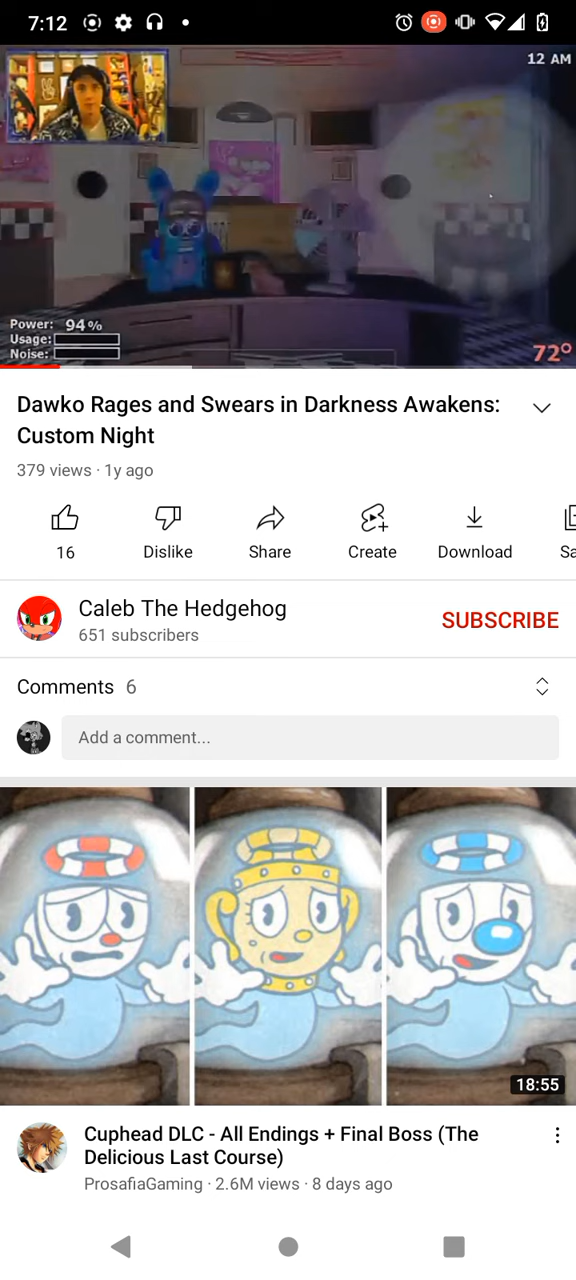 7:12
12 AM
Power: 94%
Usage:
Noise:
72°
Dawko Rages and Swears in Darkness Awakens:
Custom Night
379 views · 1y ago
16
Dislike
Share
Create
Download
Sa
Caleb The Hedgehog
651 subscribers
SUBSCRIBE
Comments 6
Add a comment...
18:55
Cuphead DLC - All Endings + Final Boss (The
Delicious Last Course)
ProsafiaGaming · 2.6M views · 8 days ago